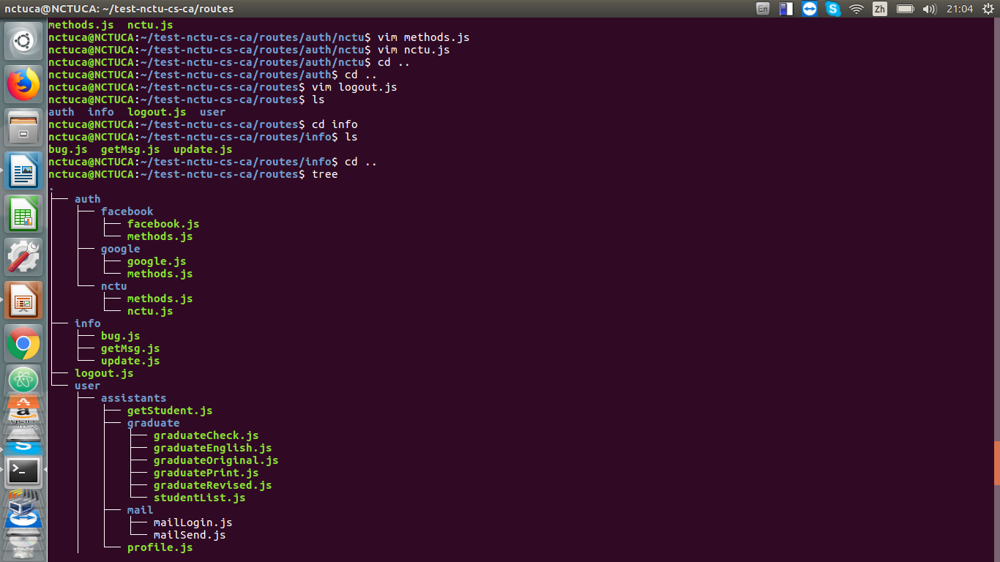 nctuca@NCTUCA: ~/test-nctu-cs-ca/routes
En
Zh
21:04
methods.js  nctu.js
nctuca@NCTUCA:~/test-nctu-cs-ca/routes/auth/nctu$ vim methods.js
nctuca@NCTUCA:~/test-nctu-cs-ca/routes/auth/nctu$ vim nctu.js
nctuca@NCTUCA:~/test-nctu-cs-ca/routes/auth/nctu$ cd ..
nctuca@NCTUCA:~/test-nctu-cs-ca/routes/auth$ cd ..
nctuca@NCTUCA:~/test-nctu-cs-ca/routes$ vim logout.js
nctuca@NCTUCA:~/test-nctu-cs-ca/routes$ ls
auth  info  logout.js  user
nctuca@NCTUCA:~/test-nctu-cs-ca/routes$ cd info
nctuca@NCTUCA:~/test-nctu-cs-ca/routes/info$ ls
bug.js  getMsg.js  update.js
nctuca@NCTUCA:~/test-nctu-cs-ca/routes/info$ cd ..
nctuca@NCTUCA:~/test-nctu-cs-ca/routes$ tree
.
├── auth
│   ├── facebook
│   │   ├── facebook.js
│   │   └── methods.js
│   ├── google
│   │   ├── google.js
│   │   └── methods.js
│   └── nctu
│       ├── methods.js
│       └── nctu.js
├── info
│   ├── bug.js
│   ├── getMsg.js
│   └── update.js
├── logout.js
└── user
    ├── assistants
    │   ├── getStudent.js
    │   ├── graduate
    │   │   ├── graduateCheck.js
    │   │   ├── graduateEnglish.js
    │   │   ├── graduateOriginal.js
    │   │   ├── graduatePrint.js
    │   │   ├── graduateRevised.js
    │   │   └── studentList.js
    │   ├── mail
    │   │   ├── mailLogin.js
    │   │   └── mailSend.js
    │   └── profile.js